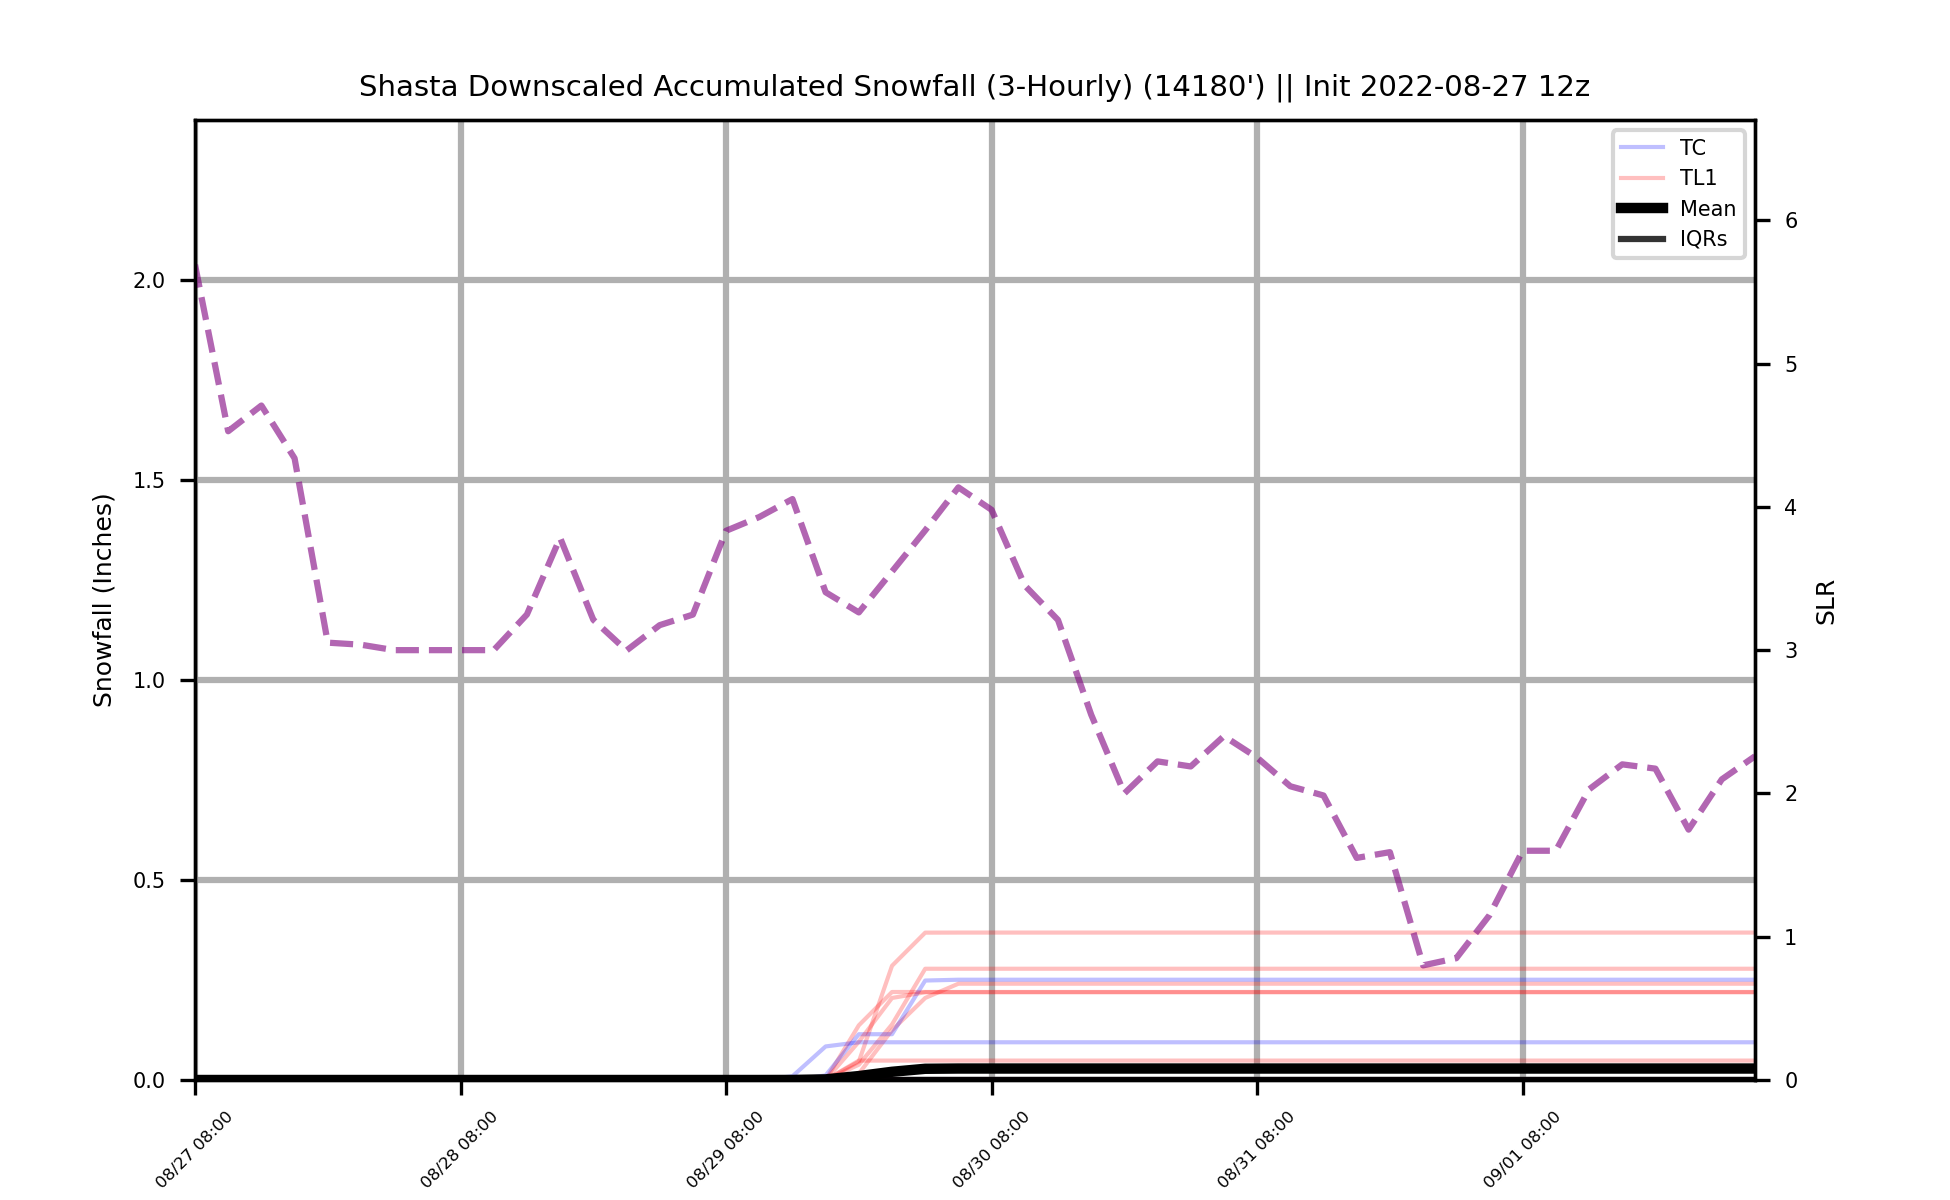 Shasta Downscaled Accumulated Snowfall (3-Hourly) (14180') || Init 2022-08-27 12z
TC
TL1
Mean
IQRs
Snowfall (Inches)
2.0
1.5
1.0
0.5
0.0
SLR
6
5
4
3
2
1
0
08/27 08:00
08/28 08:00
08/29 08:00
08/30 08:00
08/31 08:00
09/01 08:00